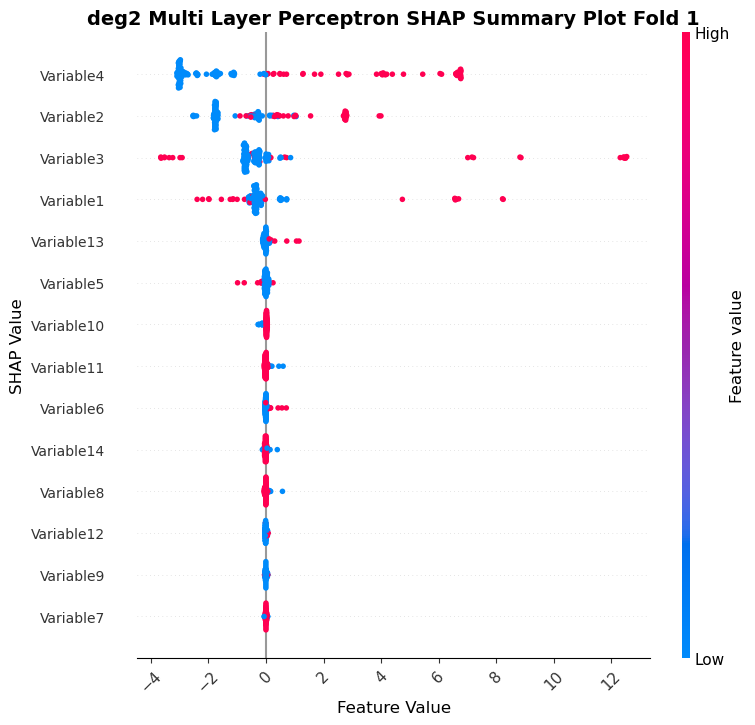 deg2 Multi Layer Perceptron SHAP Summary Plot Fold 1
High
Variable4
Variable2
Variable3
Variable1
Variable13
Variable5
Variable10
Variable11
Variable6
Variable14
Variable8
Variable12
Variable9
Variable7
SHAP Value
Feature value
Low
−4
−2
0
2
4
6
8
10
12
Feature Value